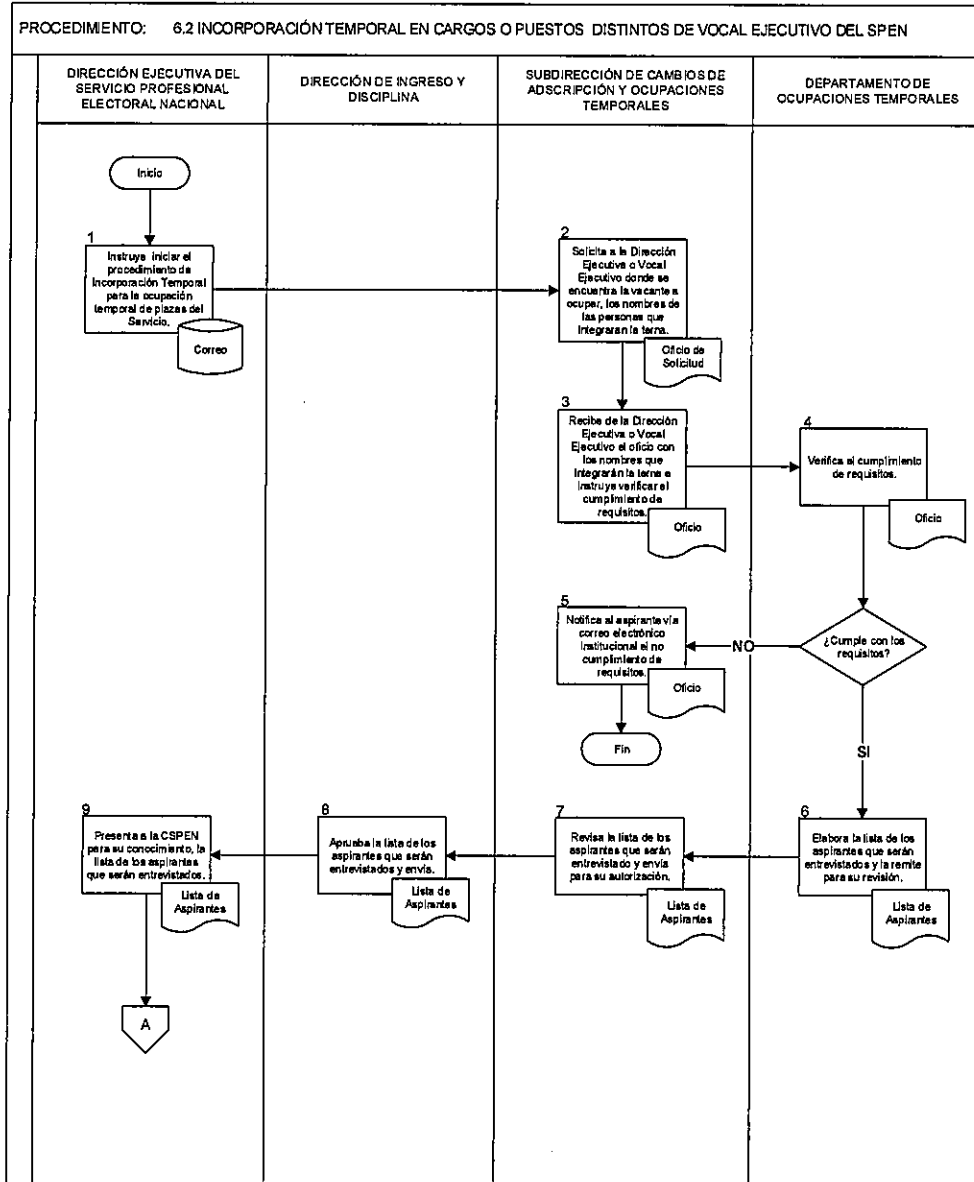 PROCEDIMIENTO: 6.2 INCORPORACIÓN TEMPORAL EN CARGOS O PUESTOS DISTINTOS DE VOCAL EJECUTIVO DEL SPEN
DIRECCIÓN EJECUTIVA DEL
SERVICIO PROFESIONAL
ELECTORAL NACIONAL
DIRECCIÓN DE INGRESO Y
DISCIPLINA
SUBDIRECCIÓN DE CAMBIOS DE
ADSCRIPCIÓN Y OCUPACIONES
TEMPORALES
DEPARTAMENTO DE
OCUPACIONES TEMPORALES
Inicio
1
Instruye iniciar el
procedimiento de
Incorporación Temporal
para la ocupación
temporal de plazas del
Servicio.
Correo
2
Solicita a la Dirección
Ejecutiva o Vocal
Ejecutivo donde se
encuentra la vacante a
ocupar, los nombres de
las personas que
integraran la terna.
Oficio de
Solicitud
3
Recibe de la Dirección
Ejecutiva o Vocal
Ejecutivo el oficio con
los nombres que
integrarán la terna e
instruye verificar el
cumplimiento de
requisitos.
Oficio
4
Verifica el cumplimiento
de requisitos.
Oficio
¿Cumple con los
requisitos?
NO
5
Notifica al aspirante vía
correo electrónico
institucional el no
cumplimiento de
requisitos.
Oficio
Fin
SI
6
Elabora la lista de los
aspirantes que serán
entrevistados y la remite
para su revisión.
Lista de
Aspirantes
7
Revisa la lista de los
aspirantes que serán
entrevistado y envía
para su autorización.
Lista de
Aspirantes
8
Aprueba la lista de los
aspirantes que serán
entrevistados y envía.
Lista de
Aspirantes
9
Presenta a la CSPEN
para su conocimiento, la
lista de los aspirantes
que serán entrevistados.
Lista de
Aspirantes
A